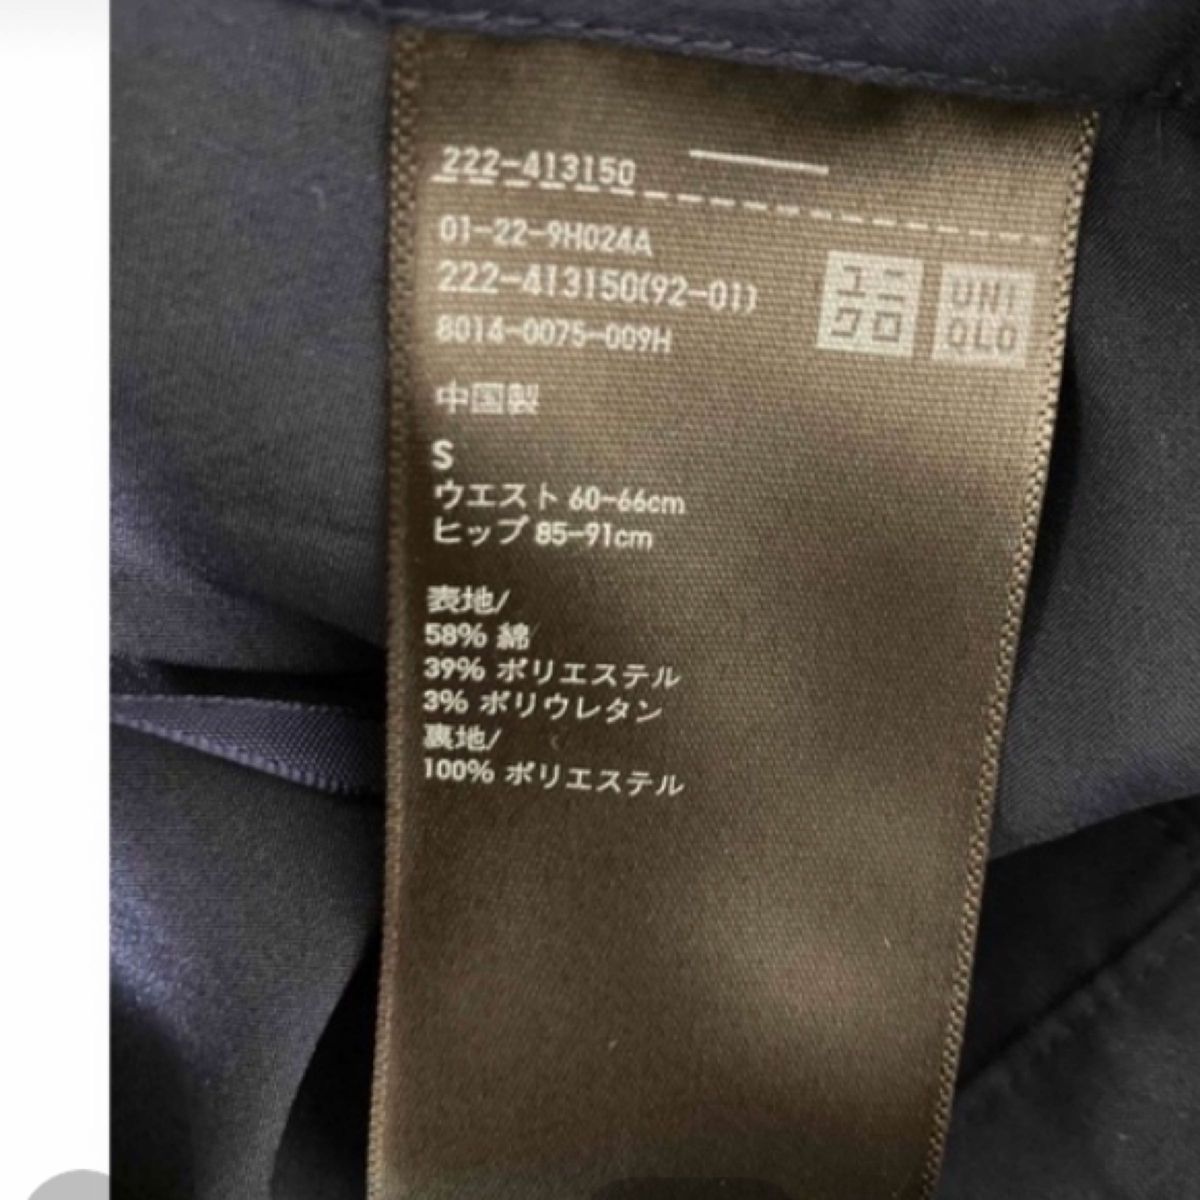 222-413150
01-22-9H024A
222-413150(92-01)
8014-0075-009H
ユニ
クロ
UNI
QLO
中国製
S
ウエスト 60-66cm
ヒップ 85-91cm
表地/
58% 綿
39% ポリエステル
3% ポリウレタン
裏地/
100% ポリエステル